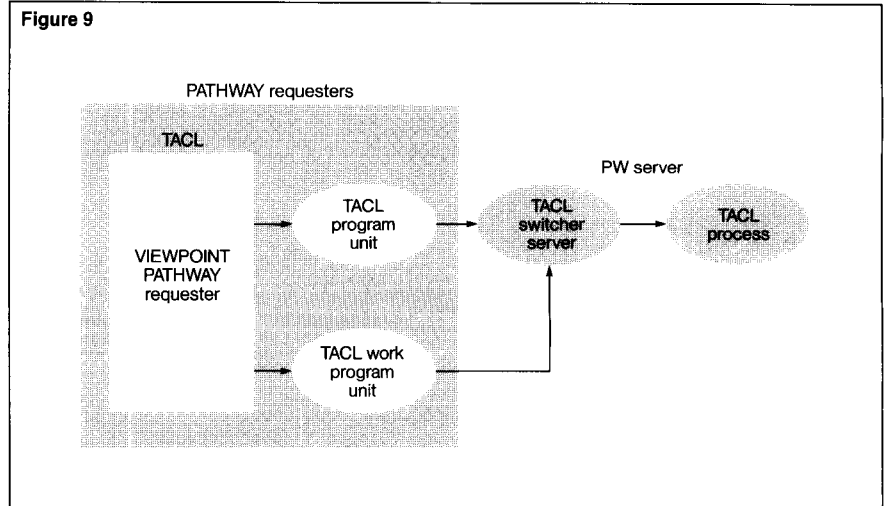 Figure 9
PATHWAY requesters
TACL
VIEWPOINT
PATHWAY
requester
TACL
program
unit
TACL work
program
unit
PW server
TACL
switcher
server
TACL
process